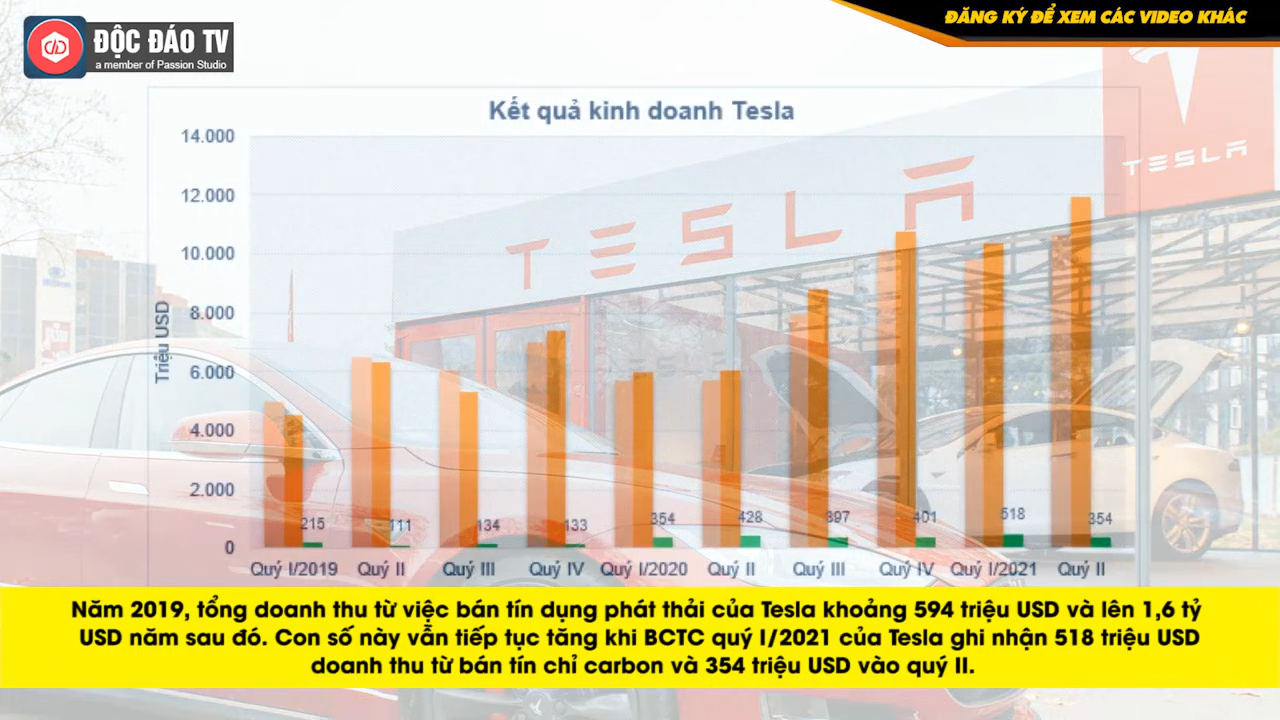 ĐĂNG KÝ ĐỂ XEM CÁC VIDEO KHÁC
ĐỘC ĐÁO TV
a member of Passion Studio
Kết quả kinh doanh Tesla
TESLA
TESLA
Triệu USD
14.000
12.000
10.000
8.000
6.000
4.000
2.000
0
215 111 134 133 354 428 397 401 518 354
Quý I/2019 Quý II Quý III Quý IV Quý I/2020 Quý II Quý III Quý IV Quý I/2021 Quý II
Năm 2019, tổng doanh thu từ việc bán tín dụng phát thải của Tesla khoảng 594 triệu USD và lên 1,6 tỷ
USD năm sau đó. Con số này vẫn tiếp tục tăng khi BCTC quý I/2021 của Tesla ghi nhận 518 triệu USD
doanh thu từ bán tín chỉ carbon và 354 triệu USD vào quý II.